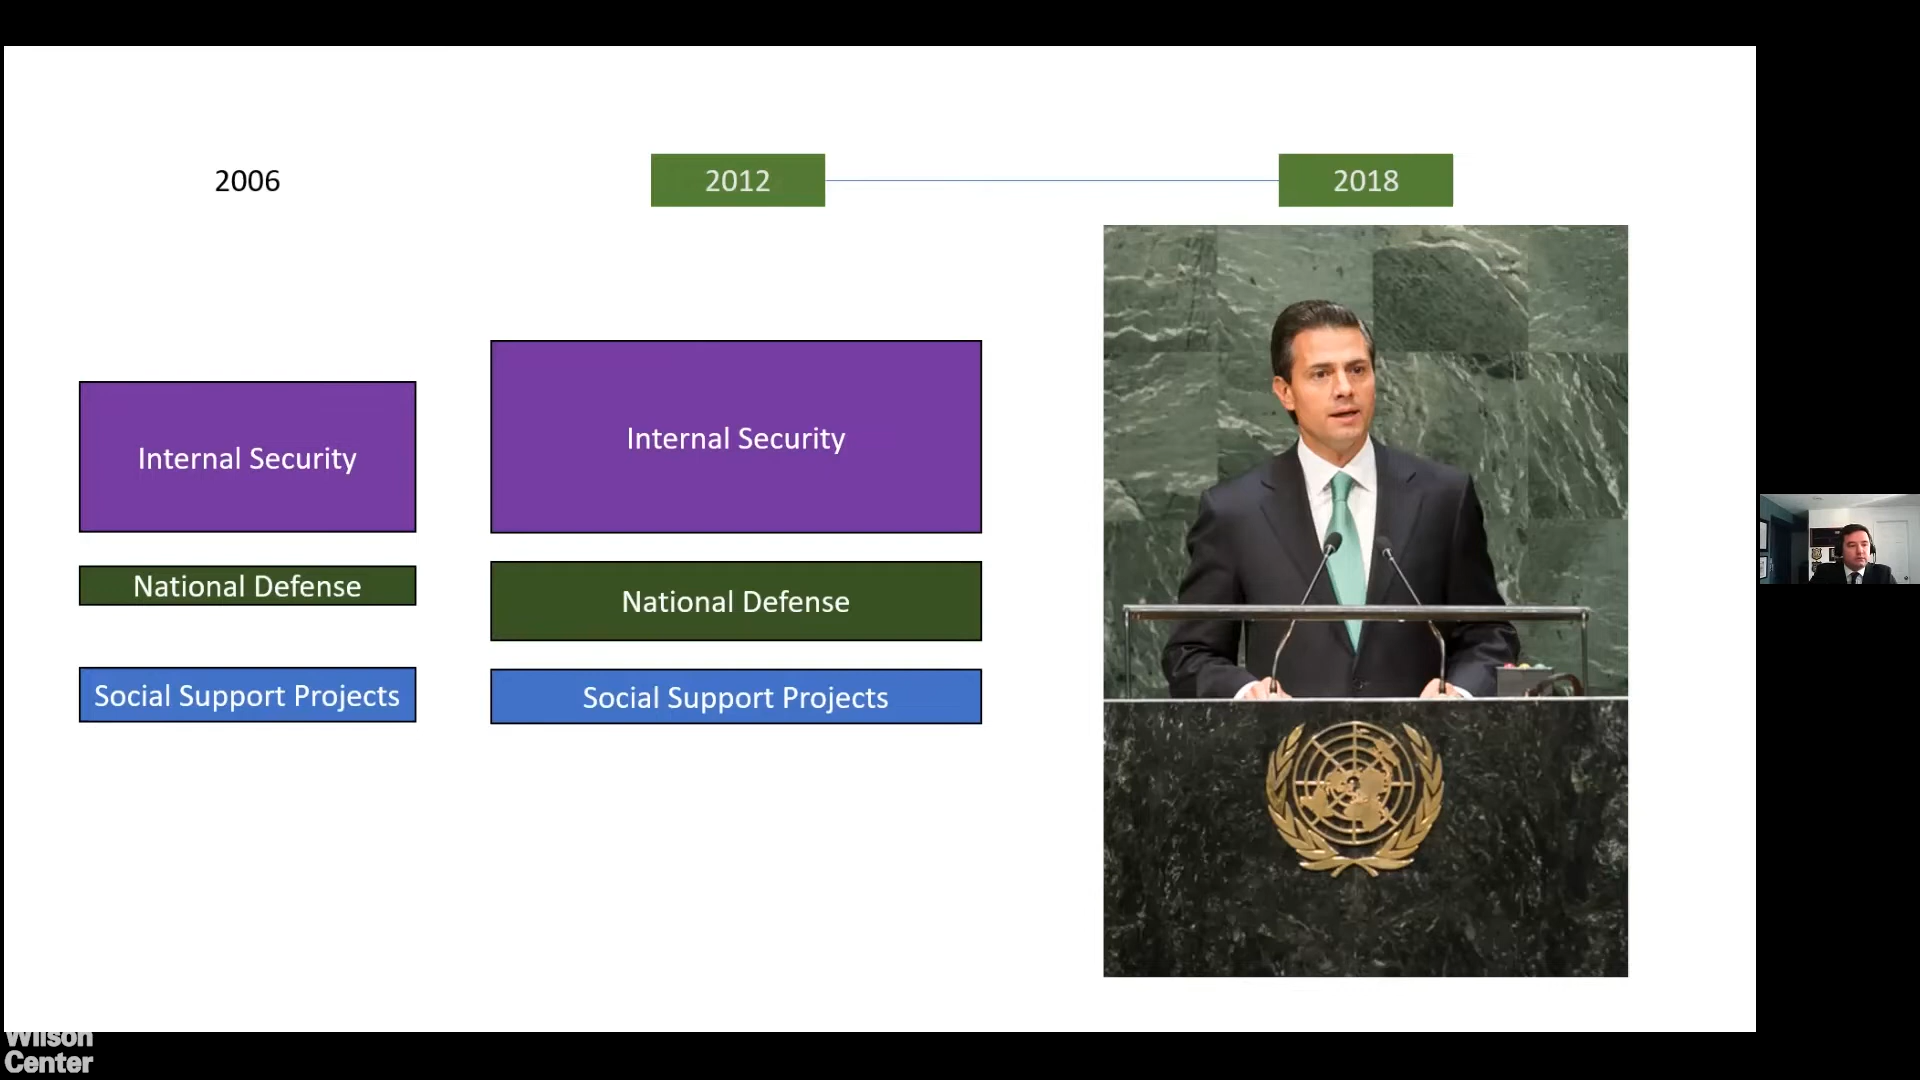 2006
2012
2018
Internal Security
Internal Security
National Defense
National Defense
Social Support Projects
Social Support Projects
Wilson
Center